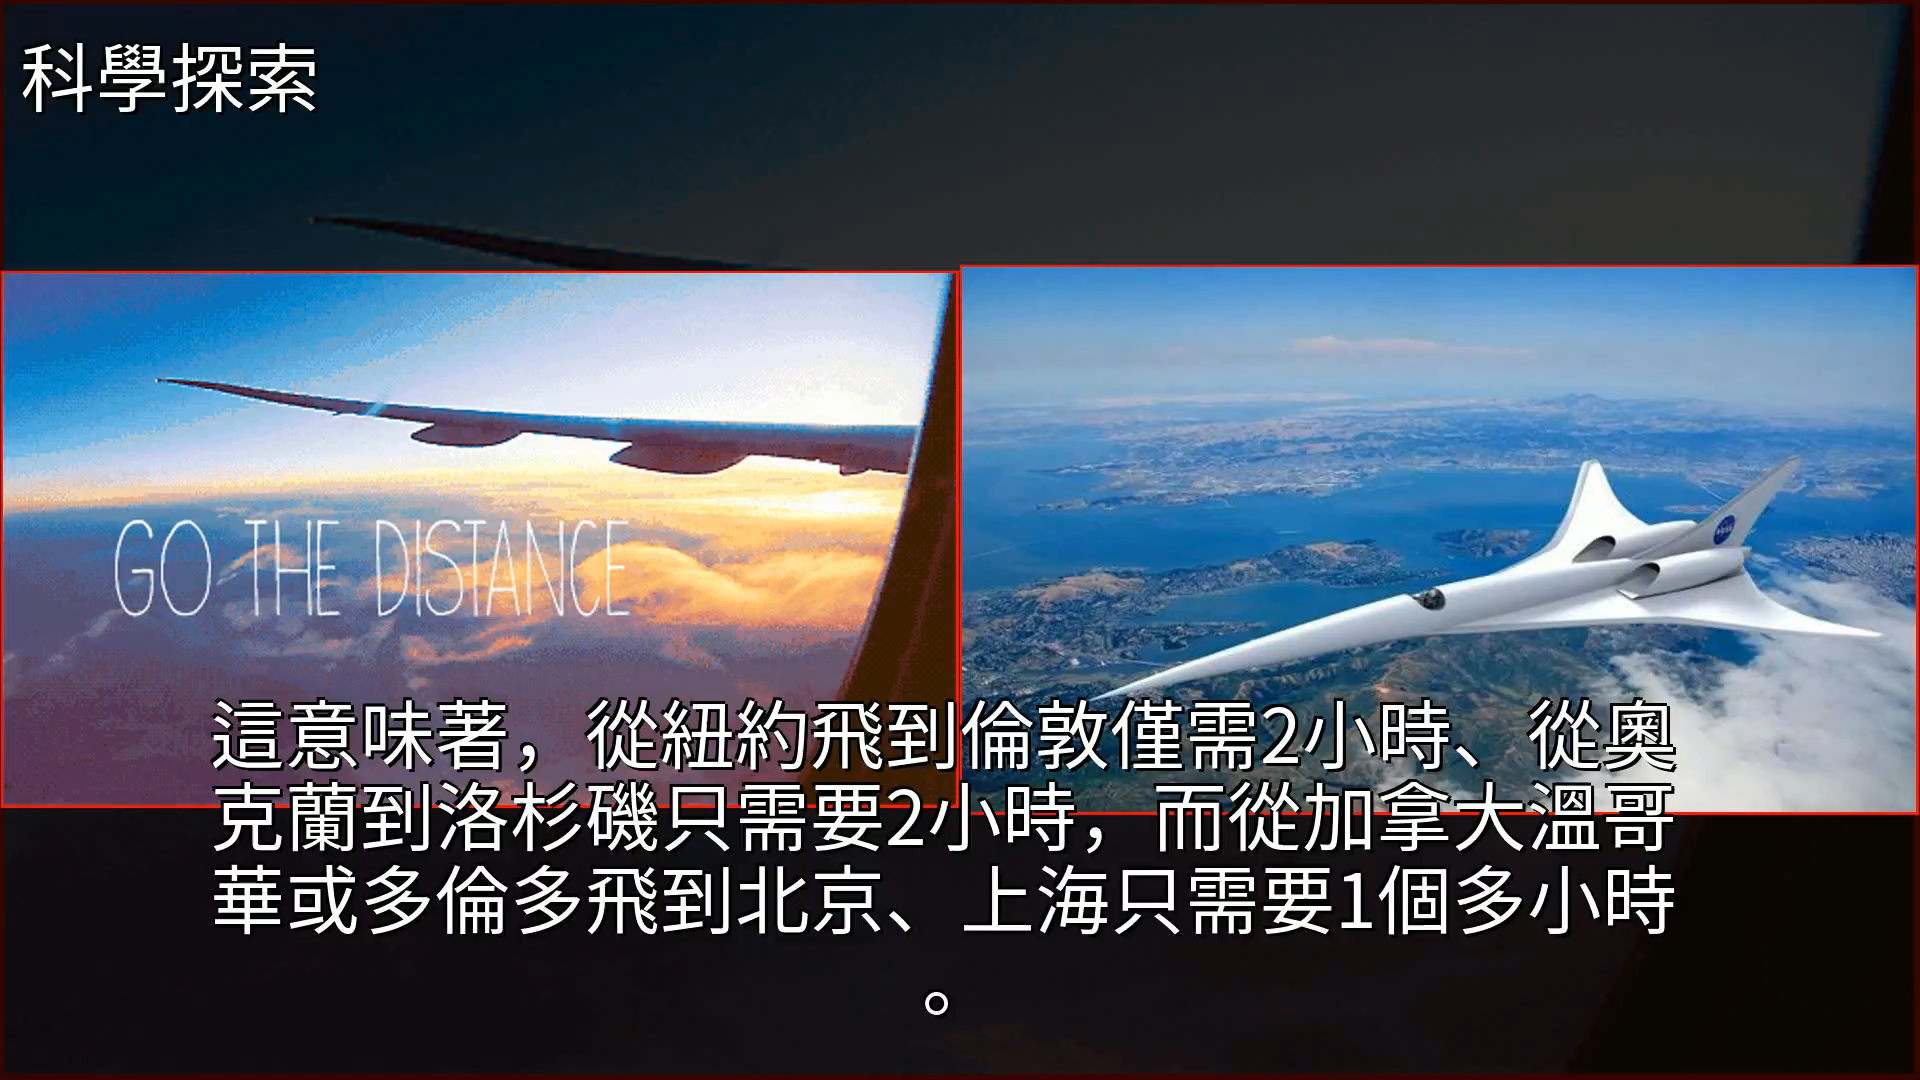 科學探索
GO THE DISTANCE
NASA
這意味著，從紐約飛到倫敦僅需2小時、從奧
克蘭到洛杉磯只需要2小時，而從加拿大溫哥
華或多倫多飛到北京、上海只需要1個多小時
。